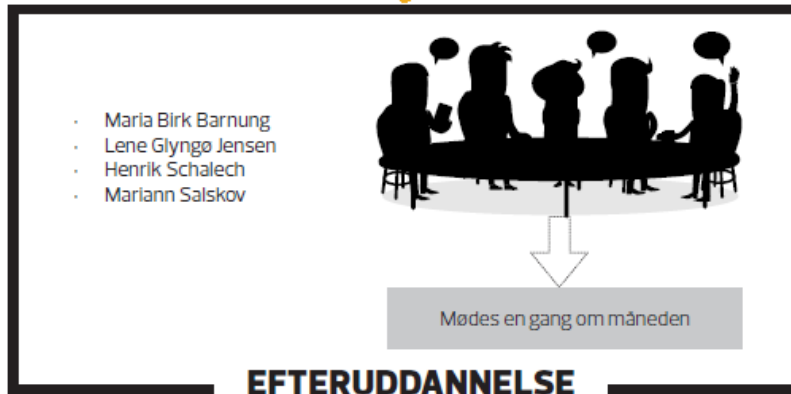 · Maria Birk Barnung
· Lene Glyngø Jensen
· Henrik Schalech
· Mariann Salskov
Mødes en gang om måneden
EFTERUDDANNELSE